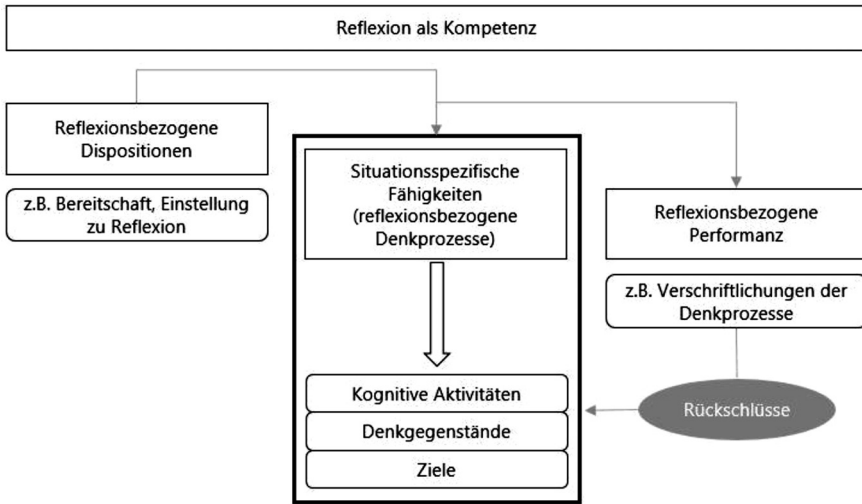 Reflexion als Kompetenz
Reflexionsbezogene
Dispositionen
z.B. Bereitschaft, Einstellung
zu Reflexion
Situationsspezifische
Fähigkeiten
(reflexionsbezogene
Denkprozesse)
Kognitive Aktivitäten
Denkgegenstände
Ziele
Reflexionsbezogene
Performanz
z.B. Verschriftlichungen der
Denkprozesse
Rückschlüsse